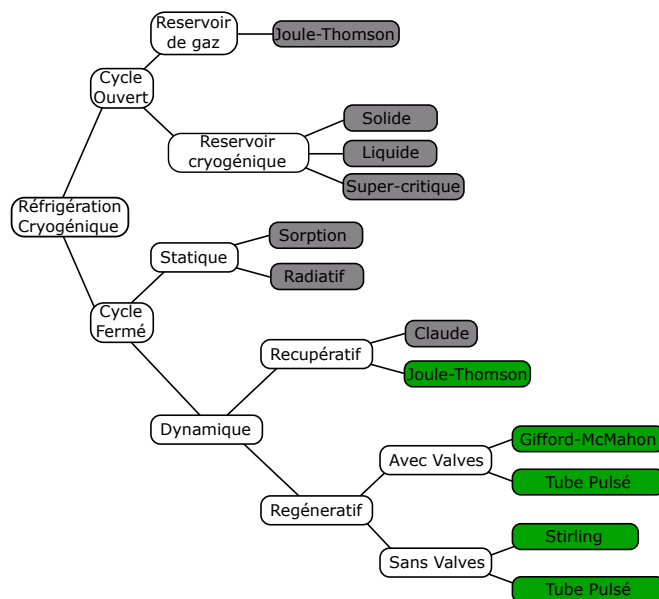 Reservoir
de gaz
Joule-Thomson
Cycle
Ouvert
Solide
Reservoir
cryogénique
Liquide
Super-critique
Réfrigération
Cryogénique
Sorption
Statique
Radiatif
Cycle
Fermé
Claude
Recupératif
Joule-Thomson
Dynamique
Gifford-McMahon
Avec Valves
Tube Pulsé
Regéneratif
Stirling
Sans Valves
Tube Pulsé